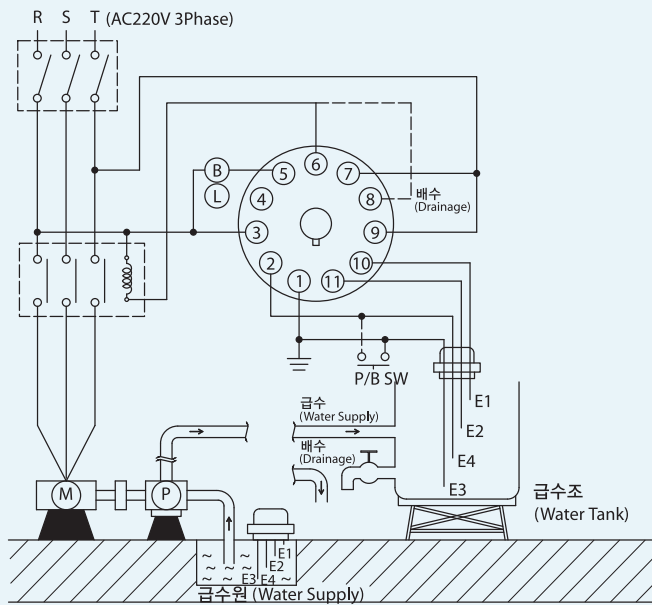 R S T (AC220V 3Phase)
B
L
5
6
7
4
8
배수
(Drainage)
3
9
2
10
1
11
P/B SW
E1
급수
(Water Supply)
E2
배수
(Drainage)
E4
E3
급수조
(Water Tank)
M
P
E1
E2
E3 E4
급수원 (Water Supply)